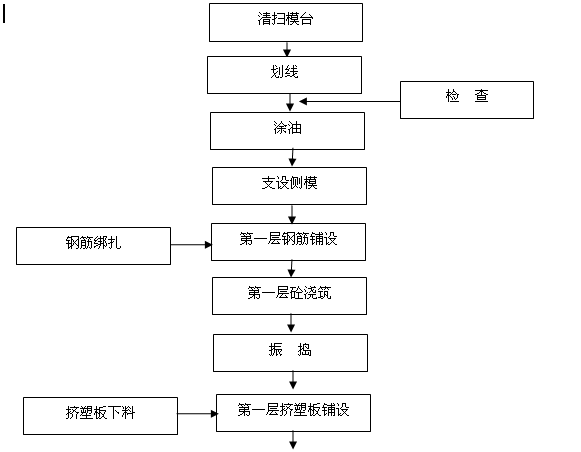 清扫模台
划线
检 查
涂油
支设侧模
钢筋绑扎
第一层钢筋铺设
第一层砼浇筑
振 捣
挤塑板下料
第一层挤塑板铺设